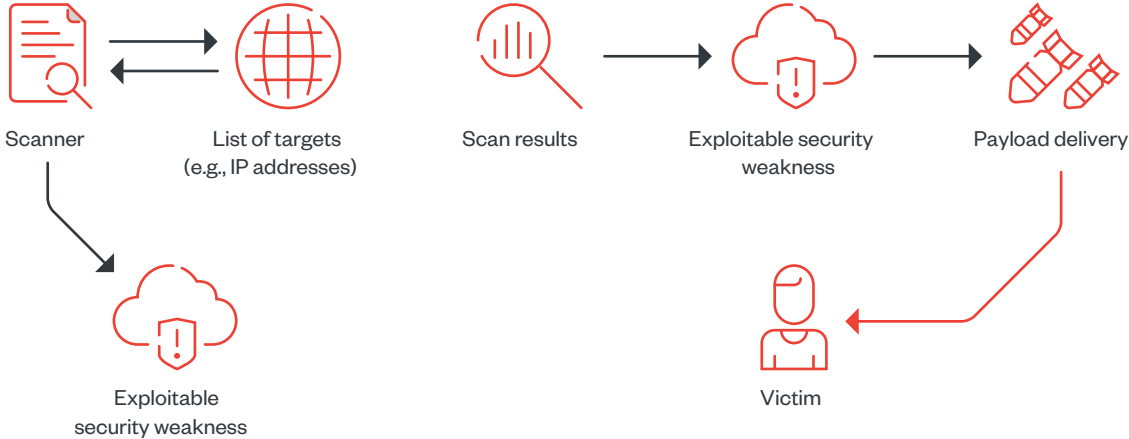 Scanner
List of targets
(e.g., IP addresses)
Scan results
Exploitable security
weakness
Payload delivery
Exploitable
security weakness
Victim